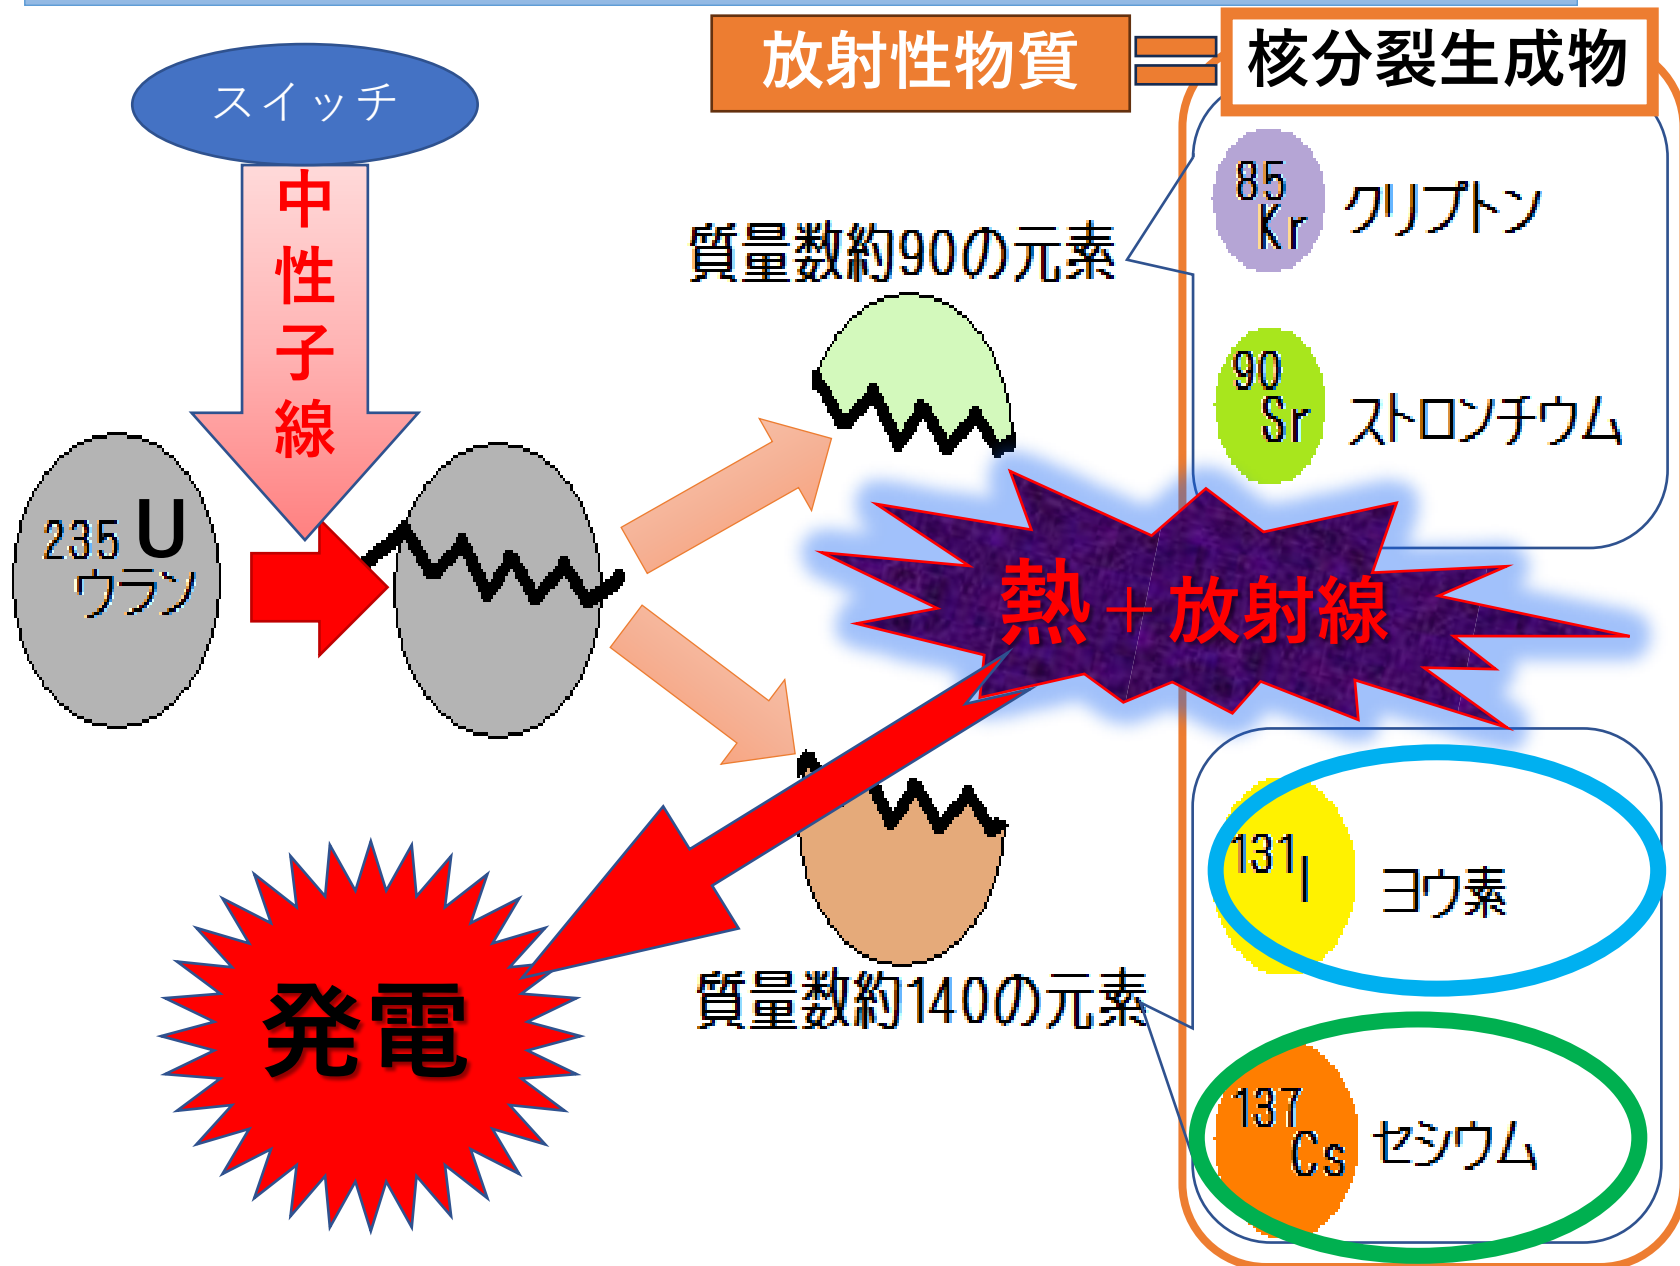 放射性物質
核分裂生成物
スイッチ
中性子線
85
Kr
クリプトン
質量数約90の元素
90
Sr
ストロンチウム
235 U
ウラン
熱+放射線
131
I
ヨウ素
発電
質量数約140の元素
137
Cs
セシウム